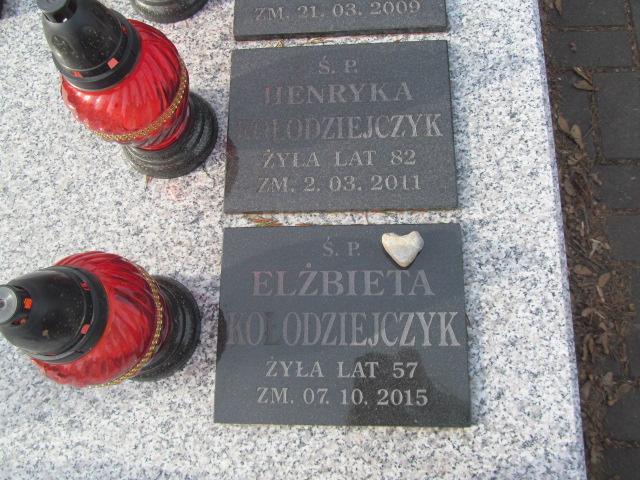 ZM. 21. 03. 2009
Ś. P.
HENRYKA
KOŁODZIEJCZYK
ŻYŁA LAT 82
ZM. 2. 03. 2011
Ś. P.
ELŻBIETA
KOŁODZIEJCZYK
ŻYŁA LAT 57
ZM. 07. 10. 2015